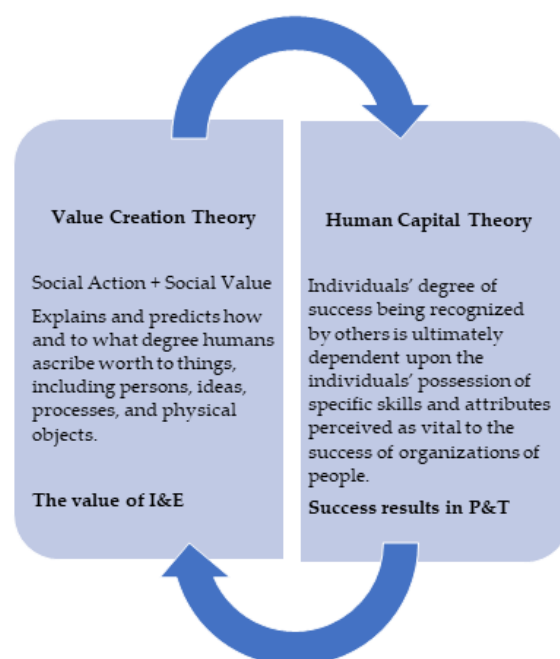 Value Creation Theory
Social Action + Social Value
Explains and predicts how
and to what degree humans
ascribe worth to things,
including persons, ideas,
processes, and physical
objects.
The value of I&E
Human Capital Theory
Individuals’ degree of
success being recognized
by others is ultimately
dependent upon the
individuals’ possession of
specific skills and attributes
perceived as vital to the
success of organizations of
people.
Success results in P&T